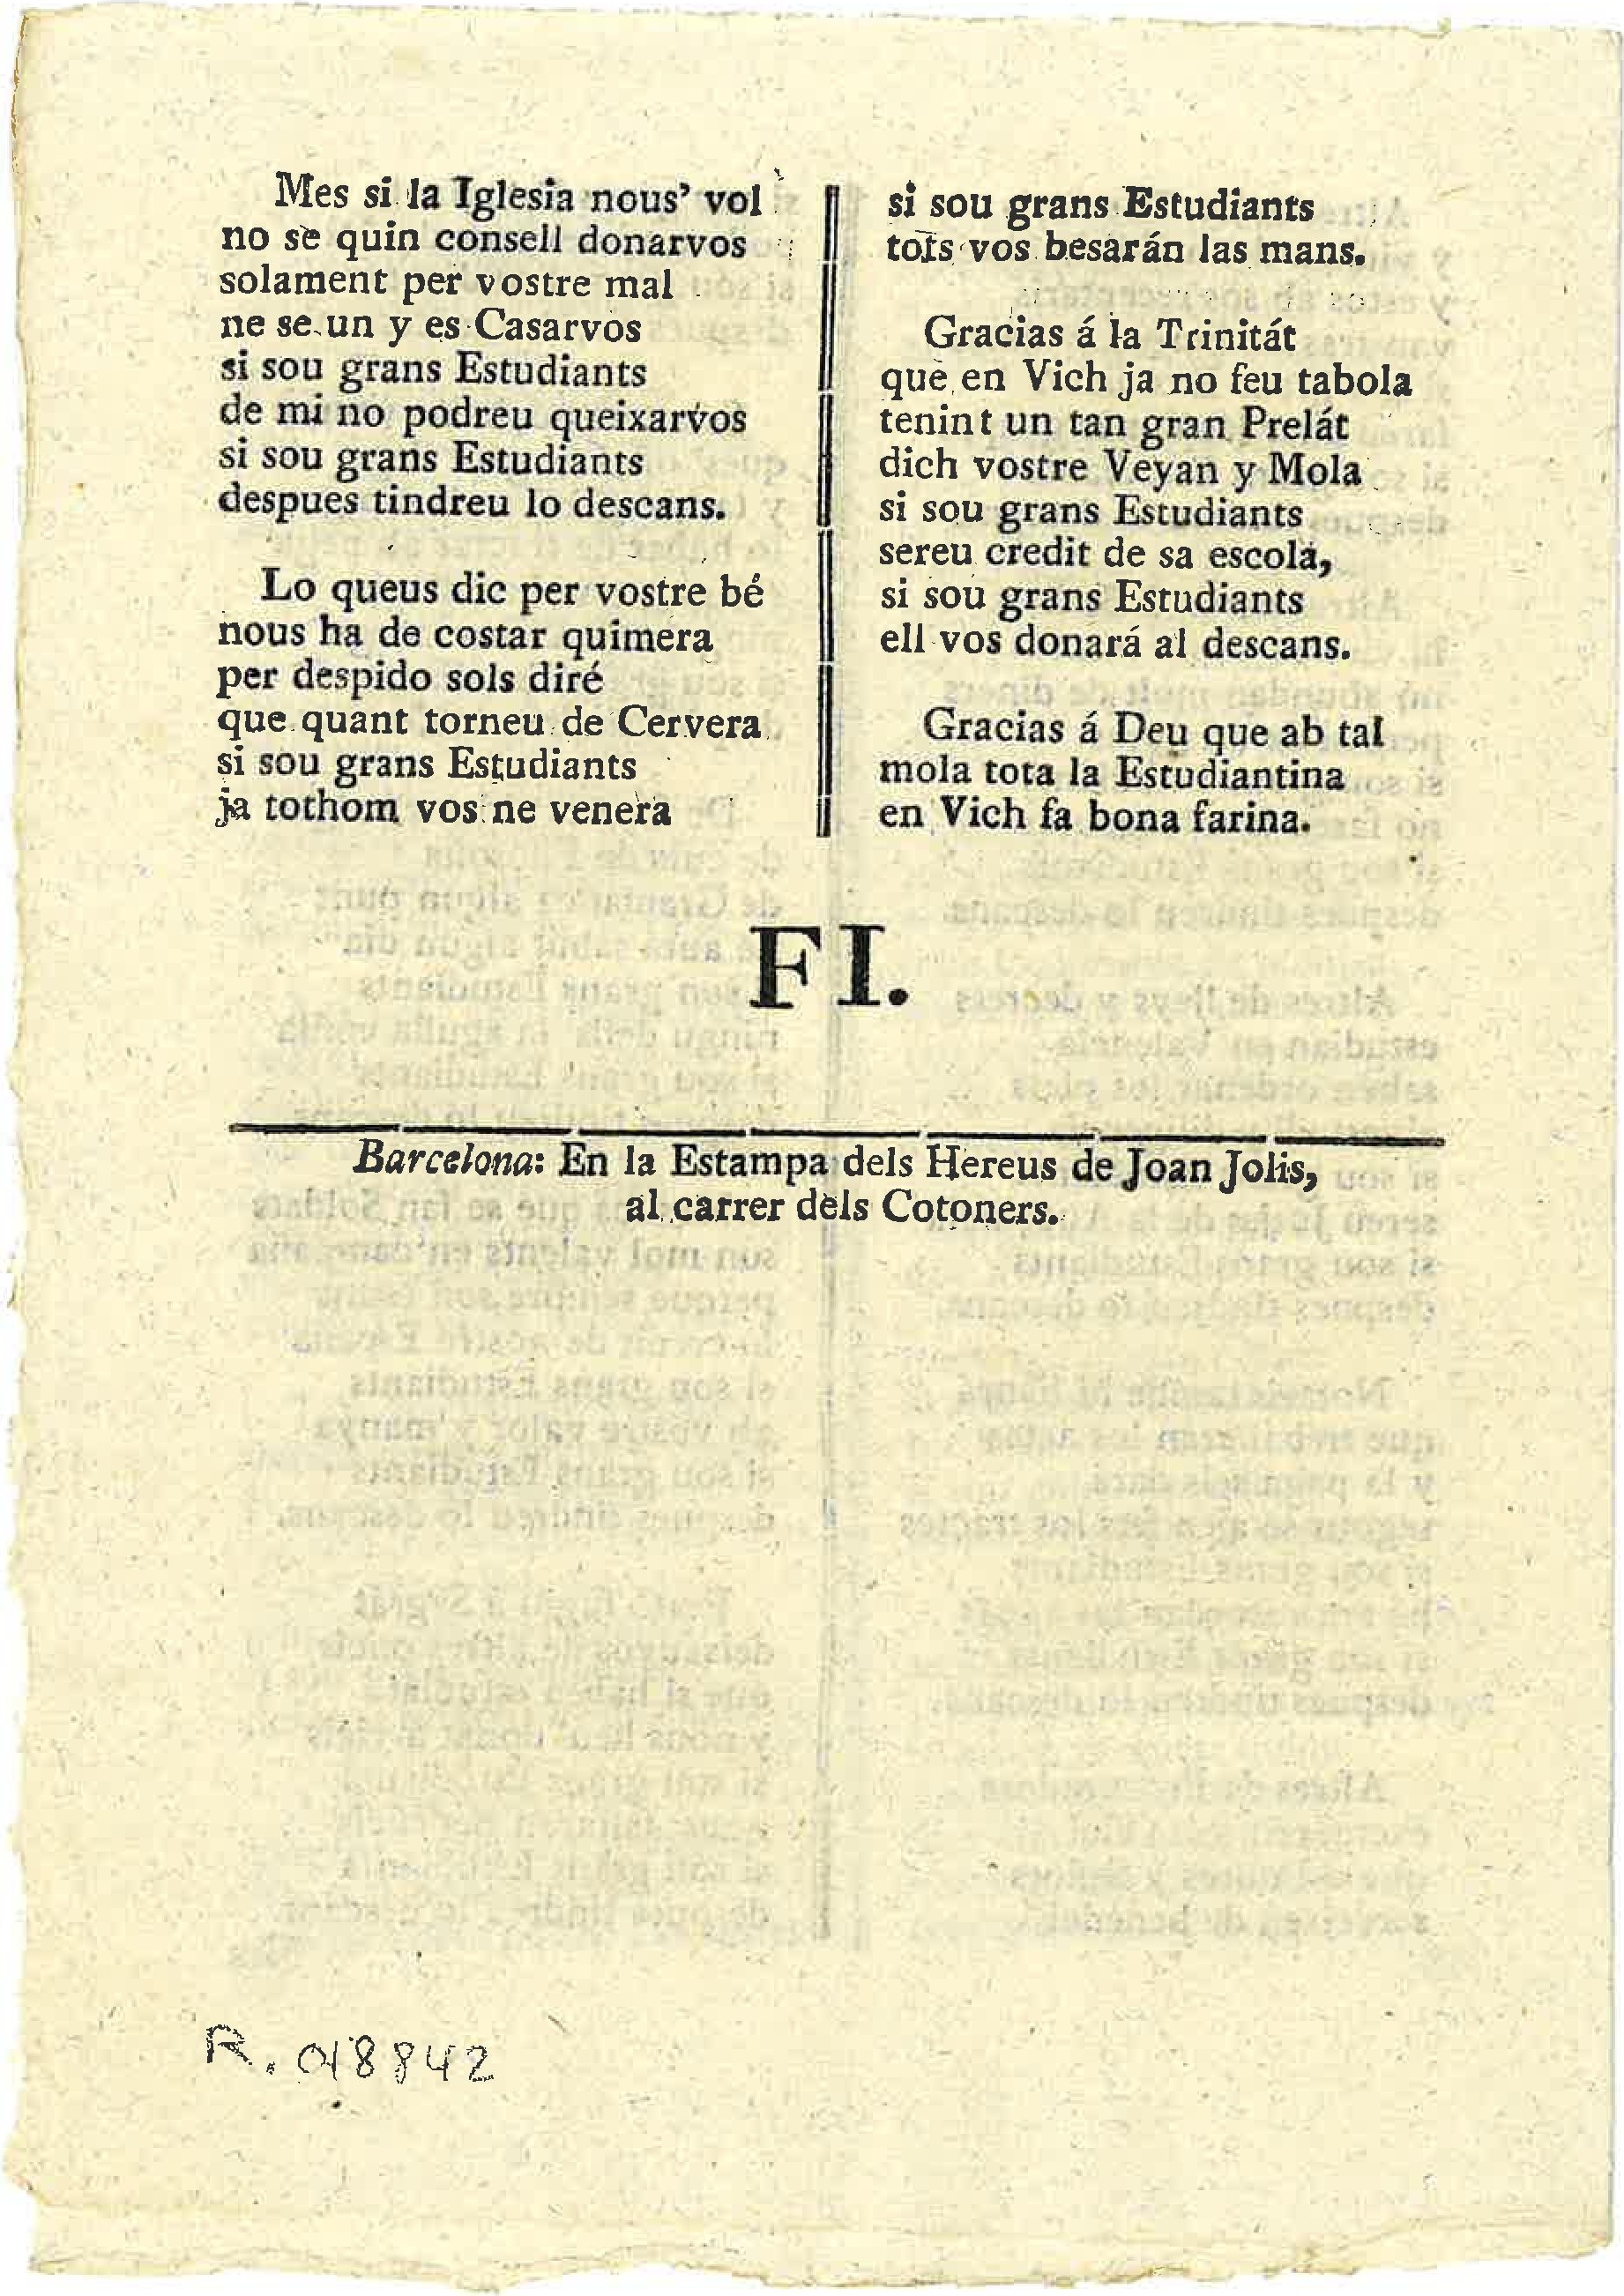 Mes si la Iglesia nous' vol
no se quin consell donarvos
solament per vostre mal
ne se un y es Casarvos
si sou grans Estudiants
de mi no podreu queixarvos
si sou grans Estudiants
despues tindreu lo descans.
Lo queus dic per vostre bé
nous ha de costar quimera
per despido sols diré
que quant torneu de Cervera
si sou grans Estudiants
ja tothom vos ne venera
si sou grans Estudiants
tots vos besarán las mans.
Gracias á la Trinitát
que en Vich ja no feu tabola
tenint un tan gran Prelát
dich vostre Veyan y Mola
si sou grans Estudiants
sereu credit de sa escola,
si sou grans Estudiants
ell vos donará al descans.
Gracias á Deu que ab tal
mola tota la Estudiantina
en Vich fa bona farina.
FI.
Barcelona: En la Estampa dels Hereus de Joan Jolis,
al carrer dels Cotoners.
R. 018842